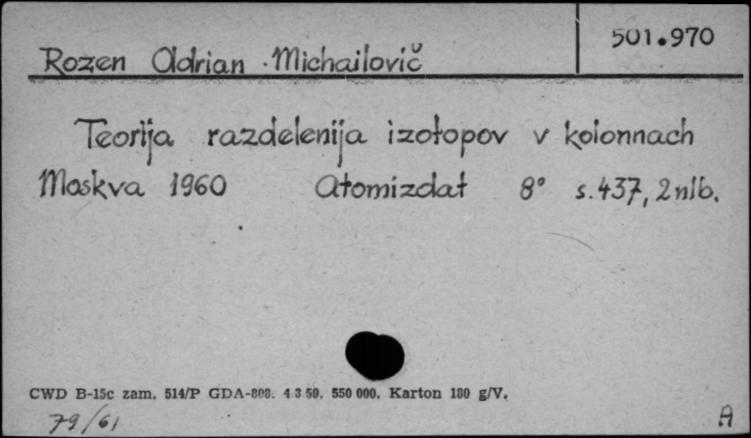 501.970
Rozen Adrian Michailovič
Teorija razdelenija izotopov v kolonnach
Moskva 1960 Atomizdat 8° s.437, 2nlb.
CWD B-15c zam. 514/P GDA-808. 4 3 59. 550 000. Karton 180 g/V.
79/61 A